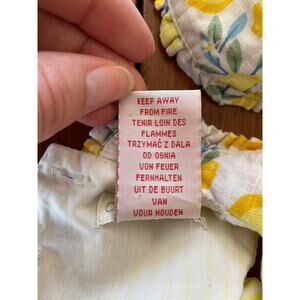 KEEP AWAY
FROM FIRE
TENIR LOIN DES
FLAMMES
TRZYMAĆ Z DALA
OD OGNIA
VON FEUER
FERNHALTEN
UIT DE BUURT
VAN
VOUR HOUDEN